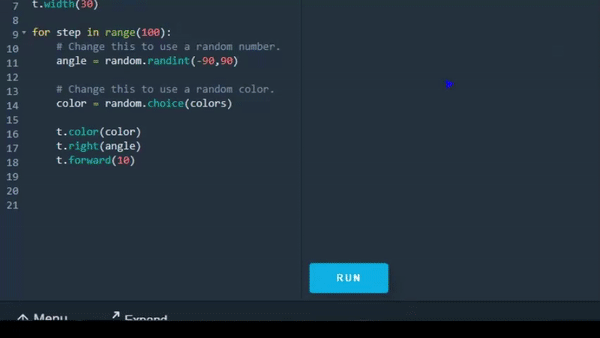 7 t.width(30)
8
9 for step in range(100):
10 # Change this to use a random number.
11 angle = random.randint(-90,90)
12
13 # Change this to use a random color.
14 color = random.choice(colors)
15
16 t.color(color)
17 t.right(angle)
18 t.forward(10)
19
20
21
RUN
Menu
Expand